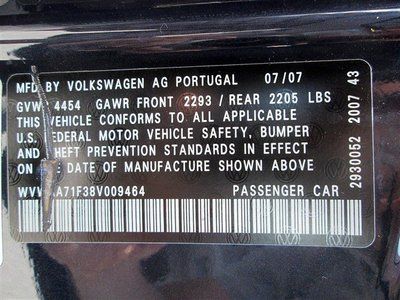 MFD BY VOLKSWAGEN AG PORTUGAL 07/07
4454 GAWR FRONT 2293 / REAR 2205 LBS
THIS VEHICLE CONFORMS TO ALL APPLICABLE
U.S. FEDERAL MOTOR VEHICLE SAFETY, BUMPER
AND THEFT PREVENTION STANDARDS IN EFFECT
ON THE DATE OF MANUFACTURE SHOWN ABOVE
PASSENGER CAR
2930052 2007 43